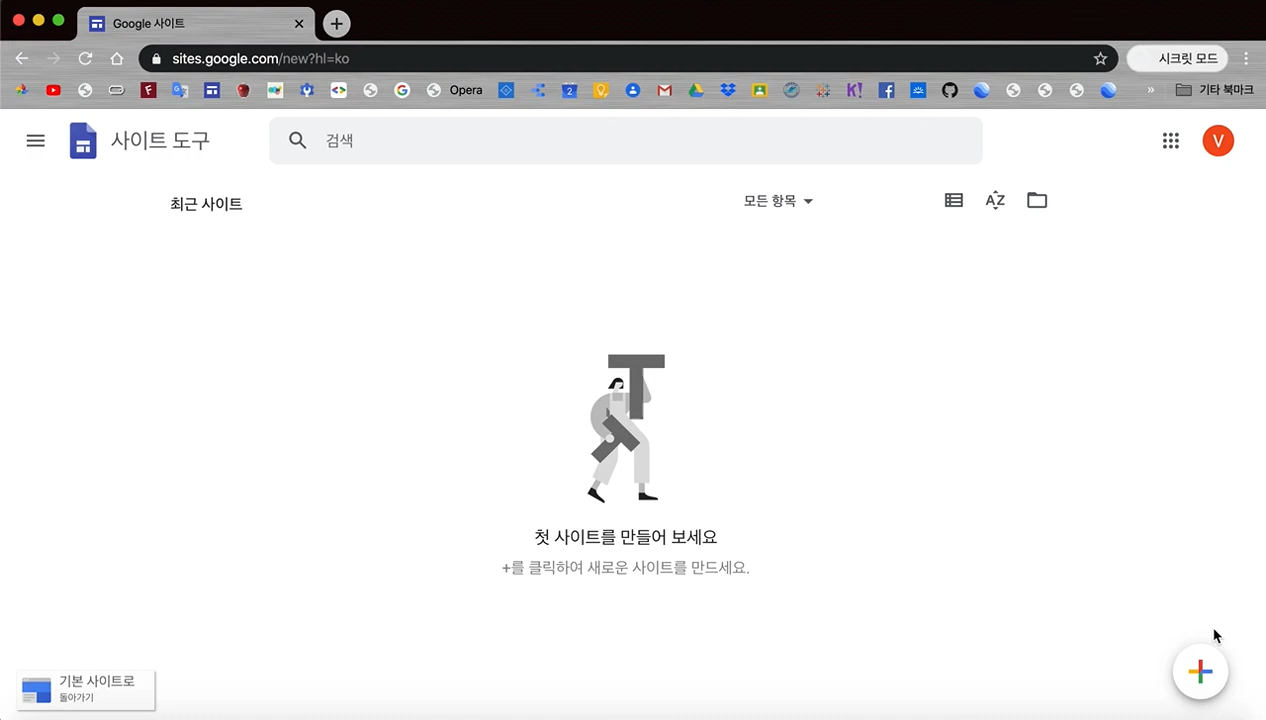 Google 사이트
sites.google.com/new?hl=ko
시크릿 모드
Opera
기타 북마크
사이트 도구
검색
V
최근 사이트
모든 항목
AZ
첫 사이트를 만들어 보세요
+를 클릭하여 새로운 사이트를 만드세요.
기본 사이트로
돌아가기